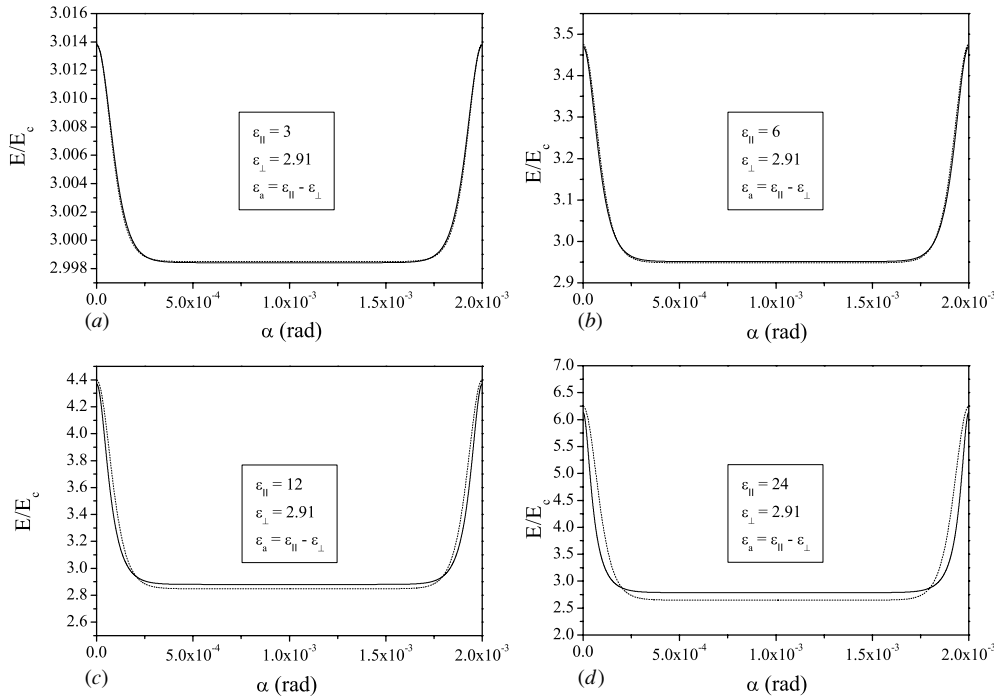 3.014
3.012
3.010
3.008
3.006
3.004
3.002
3.000
2.998
E/E_c
ε_|| = 3
ε_⊥ = 2.91
ε_a = ε_|| - ε_⊥
0.0 5.0x10⁻⁴ 1.0x10⁻³ 1.5x10⁻³ 2.0x10⁻³
(a) α (rad)
3.5
3.4
3.3
3.2
3.1
3.0
2.9
E/E_c
ε_|| = 6
ε_⊥ = 2.91
ε_a = ε_|| - ε_⊥
0.0 5.0x10⁻⁴ 1.0x10⁻³ 1.5x10⁻³ 2.0x10⁻³
(b) α (rad)
4.4
4.2
4.0
3.8
3.6
3.4
3.2
3.0
2.8
2.6
E/E_c
ε_|| = 12
ε_⊥ = 2.91
ε_a = ε_|| - ε_⊥
0.0 5.0x10⁻⁴ 1.0x10⁻³ 1.5x10⁻³ 2.0x10⁻³
(c) α (rad)
7.0
6.5
6.0
5.5
5.0
4.5
4.0
3.5
3.0
2.5
2.0
E/E_c
ε_|| = 24
ε_⊥ = 2.91
ε_a = ε_|| - ε_⊥
0.0 5.0x10⁻⁴ 1.0x10⁻³ 1.5x10⁻³ 2.0x10⁻³
(d) α (rad)